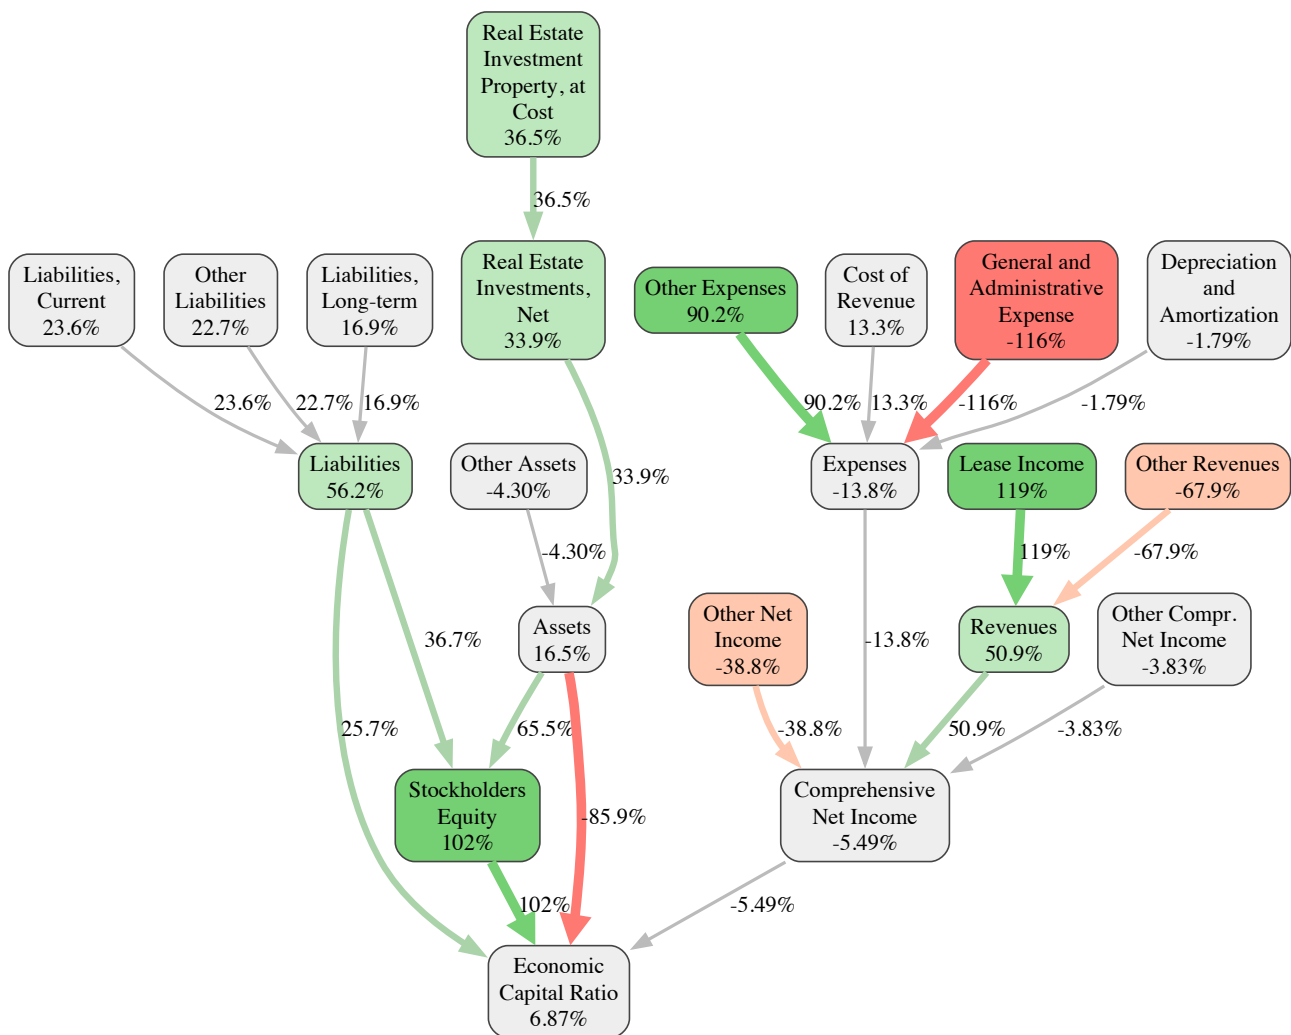 Real Estate
Investment
Property, at
Cost
36.5%
36.5%
Liabilities,
Current
23.6%
Other
Liabilities
22.7%
Liabilities,
Long-term
16.9%
Real Estate
Investments,
Net
33.9%
Other Expenses
90.2%
Cost of
Revenue
13.3%
General and
Administrative
Expense
-116%
Depreciation
and
Amortization
-1.79%
23.6%
22.7%
16.9%
33.9%
90.2%
13.3%
-116%
-1.79%
Liabilities
56.2%
Other Assets
-4.30%
Expenses
-13.8%
Lease Income
119%
Other Revenues
-67.9%
-4.30%
119%
-67.9%
36.7%
Assets
16.5%
Other Net
Income
-38.8%
-13.8%
Revenues
50.9%
Other Compr.
Net Income
-3.83%
25.7%
65.5%
-38.8%
50.9%
-3.83%
Stockholders
Equity
102%
-85.9%
Comprehensive
Net Income
-5.49%
102%
-5.49%
Economic
Capital Ratio
6.87%